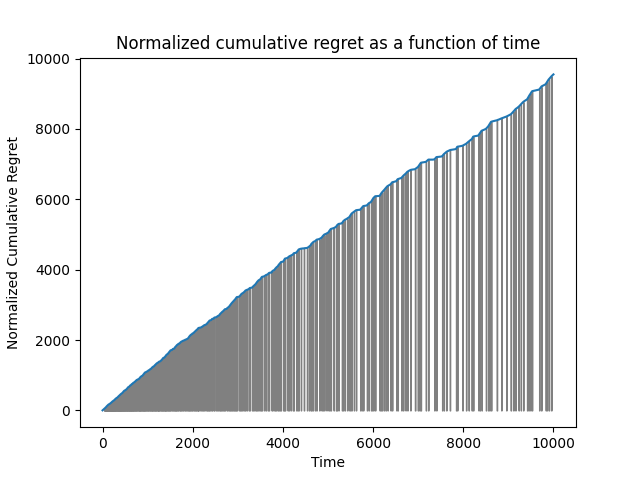 Normalized cumulative regret as a function of time
10000
8000
6000
4000
2000
0
Normalized Cumulative Regret
0 2000 4000 6000 8000 10000
Time